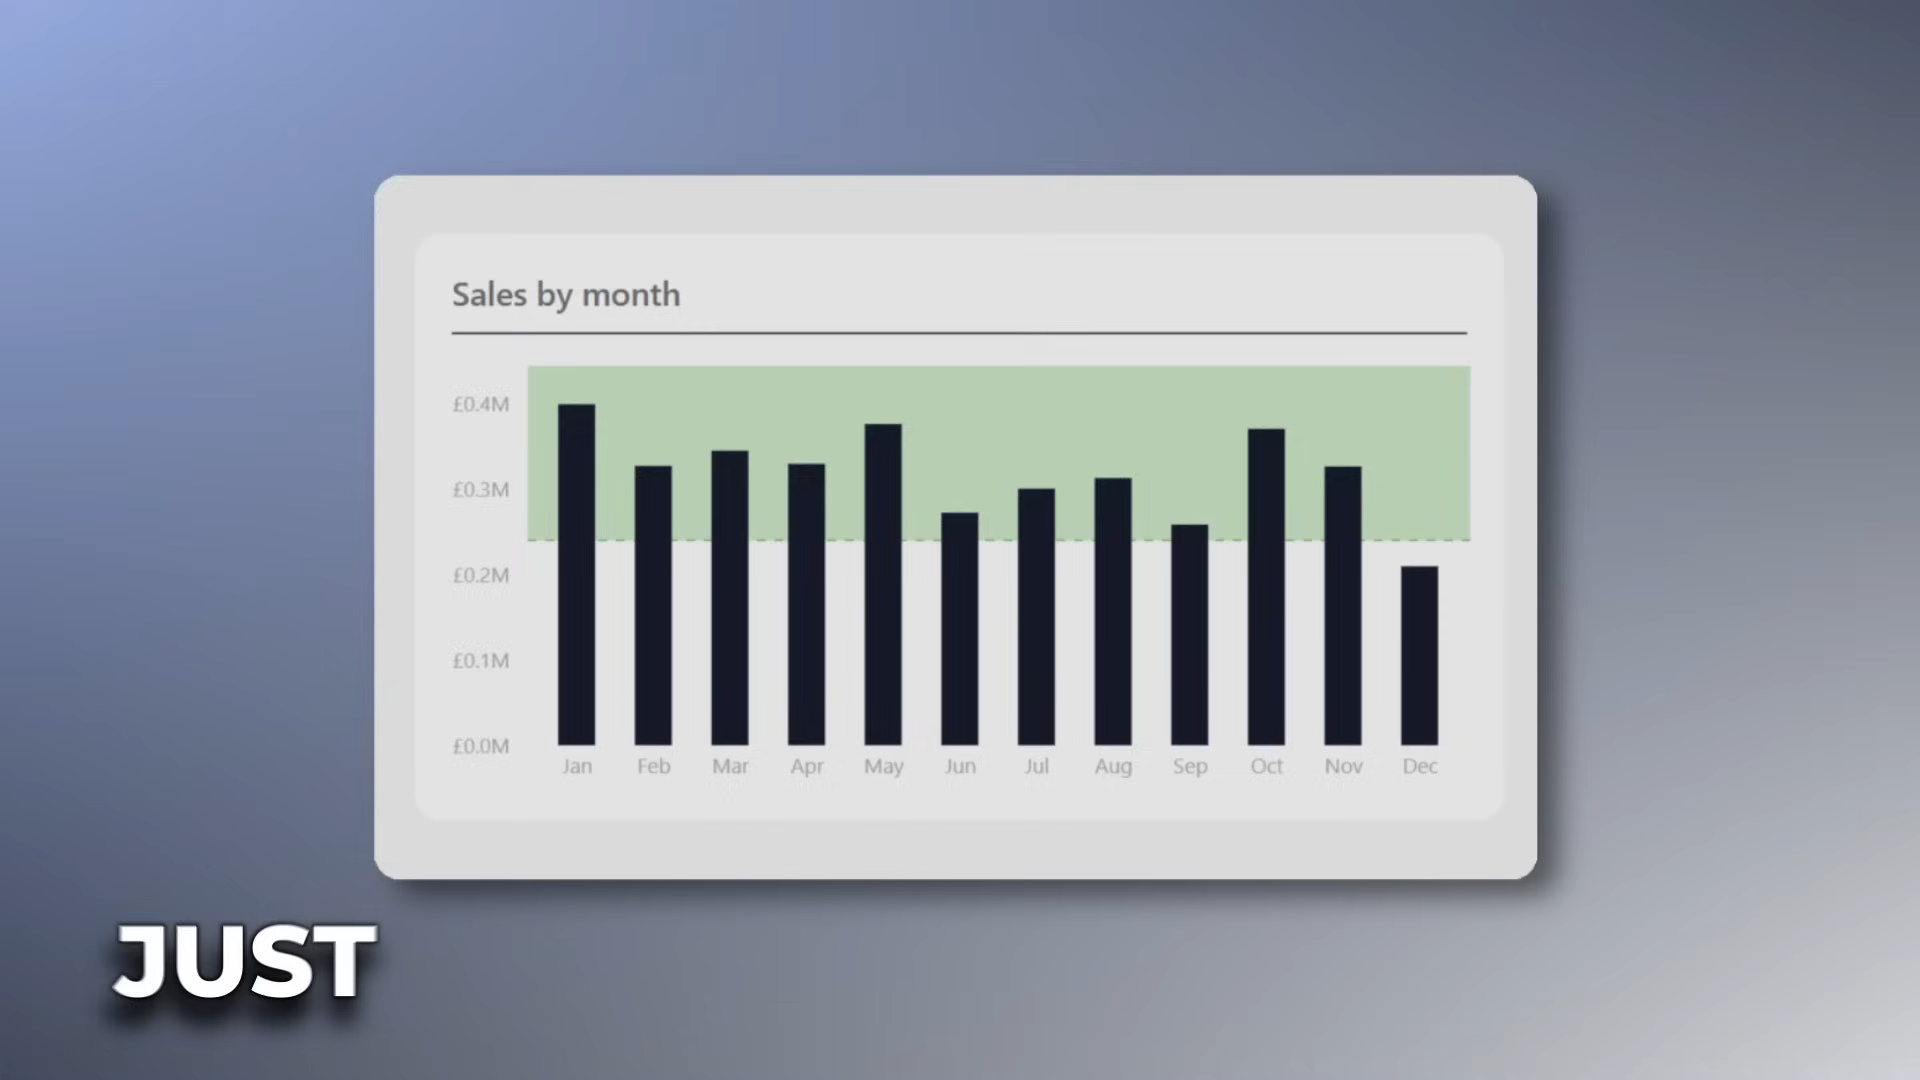 Sales by month
£0.4M
£0.3M
£0.2M
£0.1M
£0.0M
Jan Feb Mar Apr May Jun Jul Aug Sep Oct Nov Dec
JUST